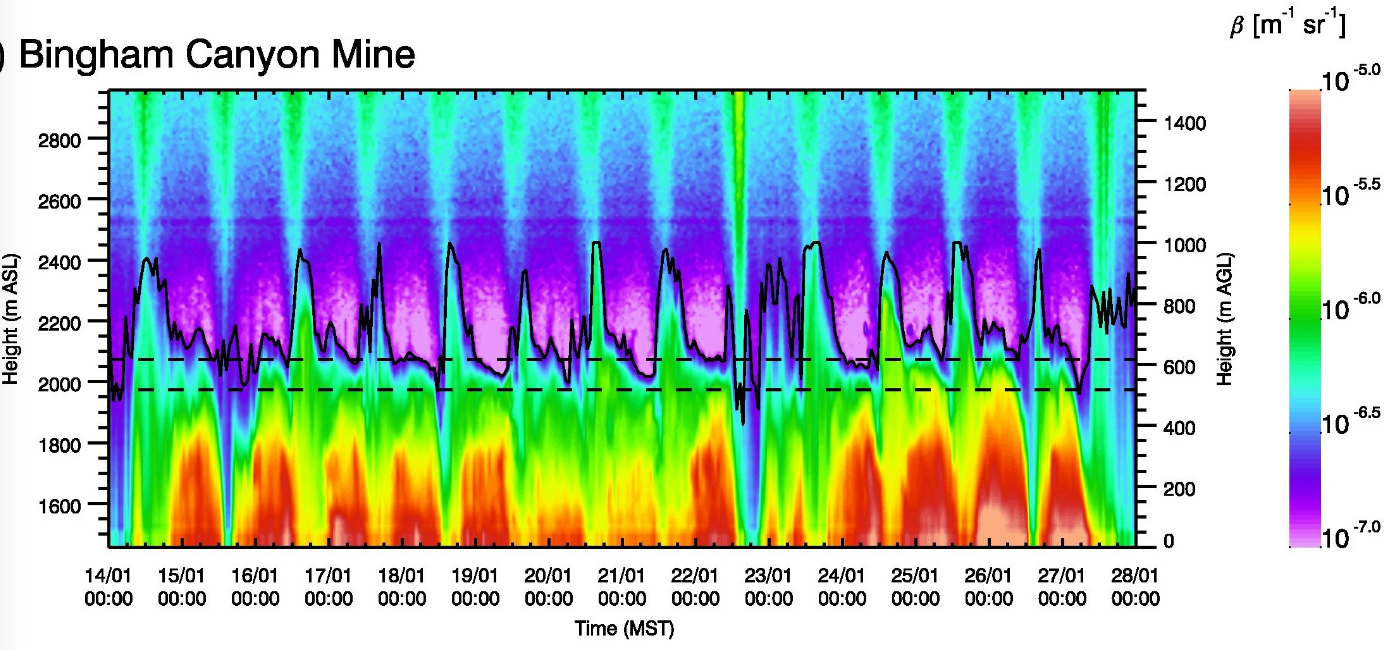 β [m-1 sr-1]
) Bingham Canyon Mine
10-5.0
10-5.5
10-6.0
10-6.5
10-7.0
Height (m ASL)
2800
2600
2400
2200
2000
1800
1600
1400
1200
1000
800
600
400
200
0
Height (m AGL)
14/01 15/01 16/01 17/01 18/01 19/01 20/01 21/01 22/01 23/01 24/01 25/01 26/01 27/01 28/01
00:00 00:00 00:00 00:00 00:00 00:00 00:00 00:00 00:00 00:00 00:00 00:00 00:00 00:00 00:00
Time (MST)